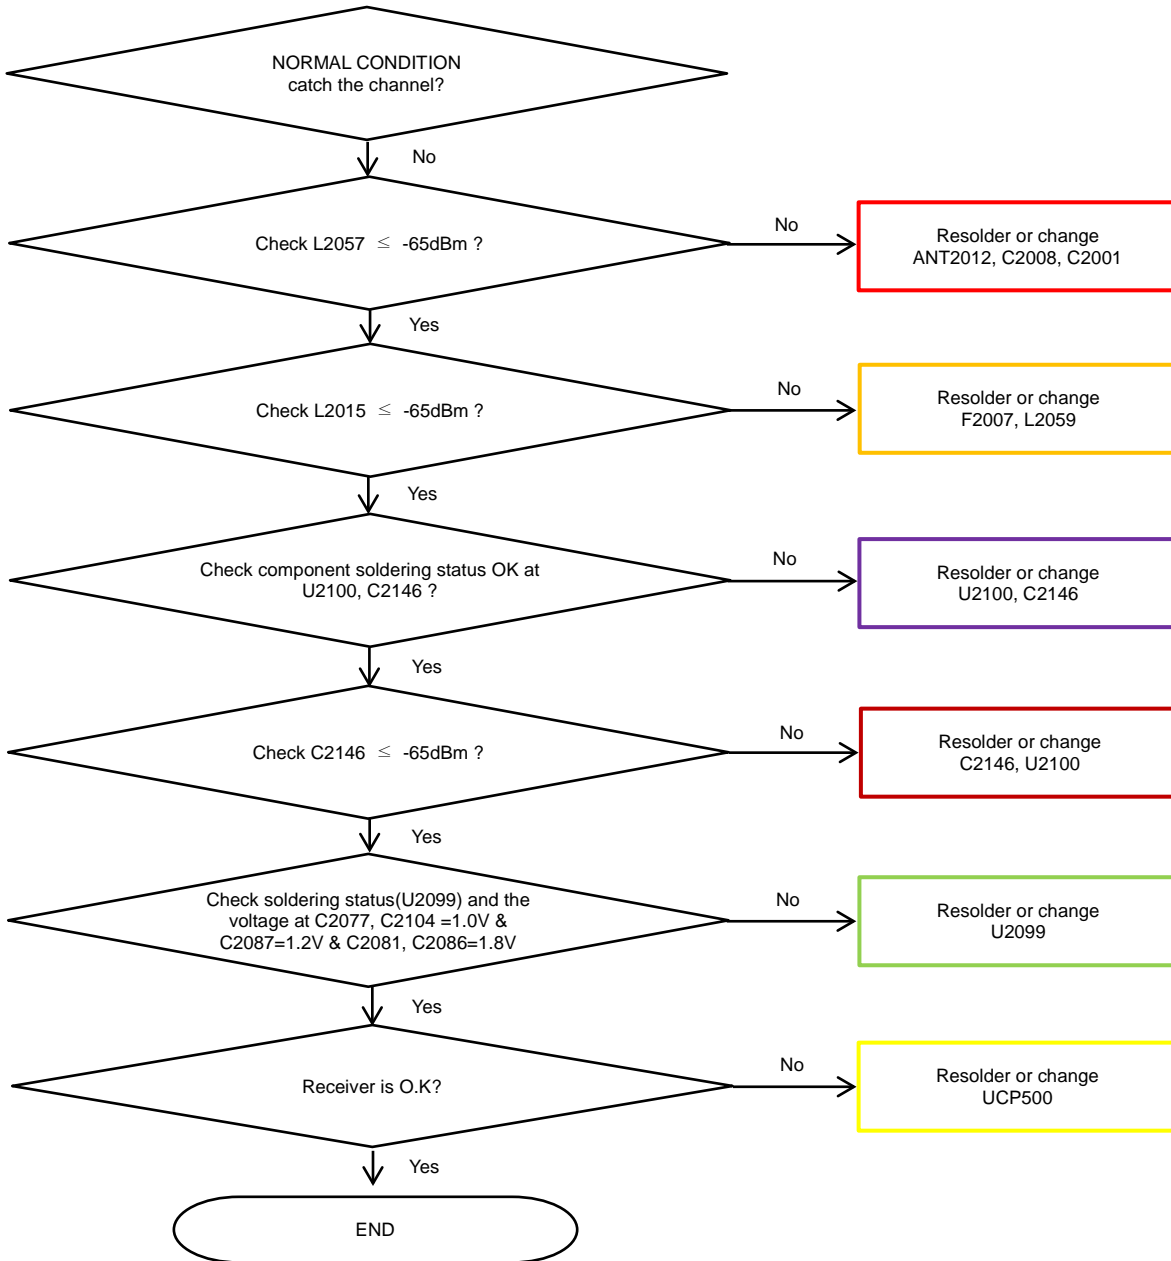 NORMAL CONDITION
catch the channel?
No
Check L2057 ≤ -65dBm ?
No
Resolder or change
ANT2012, C2008, C2001
Yes
Check L2015 ≤ -65dBm ?
No
Resolder or change
F2007, L2059
Yes
Check component soldering status OK at
U2100, C2146 ?
No
Resolder or change
U2100, C2146
Yes
Check C2146 ≤ -65dBm ?
No
Resolder or change
C2146, U2100
Yes
Check soldering status(U2099) and the
voltage at C2077, C2104 =1.0V &
C2087=1.2V & C2081, C2086=1.8V
No
Resolder or change
U2099
Yes
Receiver is O.K?
No
Resolder or change
UCP500
Yes
END